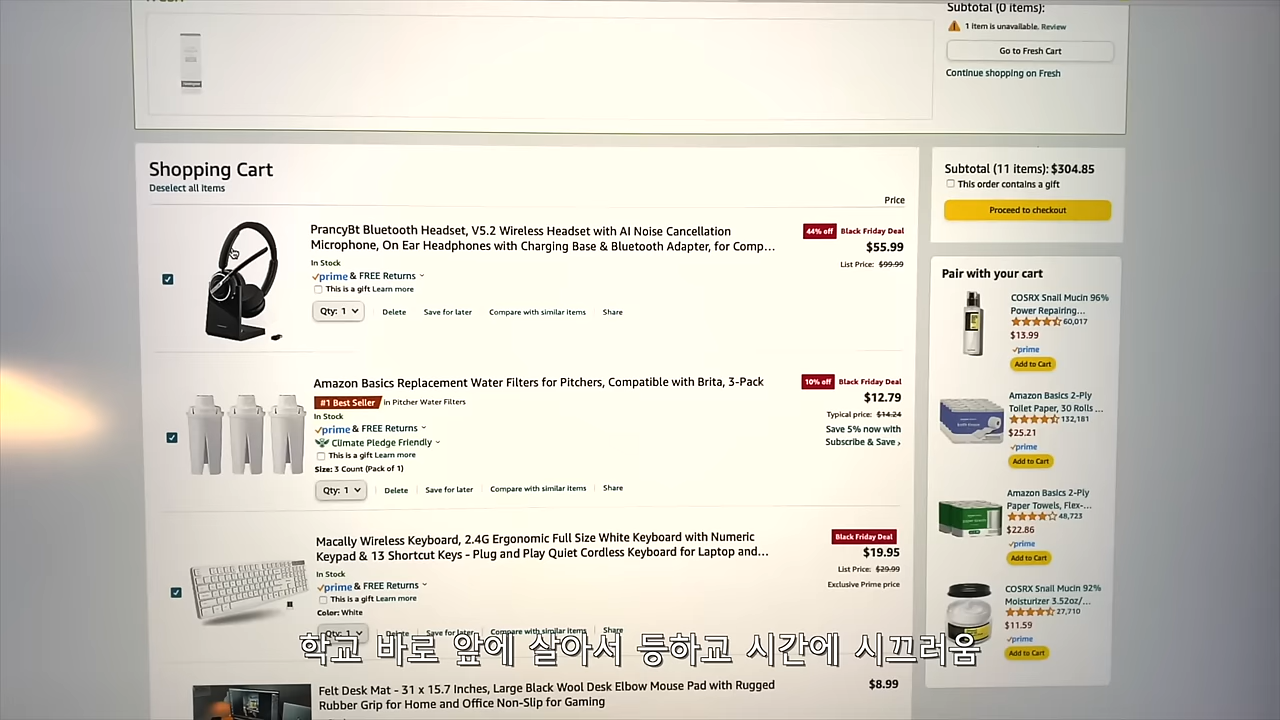 Subtotal (0 items):
1 item is unavailable. Review
Go to Fresh Cart
Continue shopping on Fresh
Shopping Cart
Deselect all items
Price
PrancyBt Bluetooth Headset, V5.2 Wireless Headset with AI Noise Cancellation
Microphone, On Ear Headphones with Charging Base & Bluetooth Adapter, for Comp...
44% off Black Friday Deal
$55.99
List Price: $99.99
In Stock
prime & FREE Returns
This is a gift Learn more
Qty: 1 Delete Save for later Compare with similar items Share
Amazon Basics Replacement Water Filters for Pitchers, Compatible with Brita, 3-Pack
#1 Best Seller in Pitcher Water Filters
10% off Black Friday Deal
$12.79
Typical price: $14.24
Save 5% now with
Subscribe & Save
In Stock
prime & FREE Returns
Climate Pledge Friendly
This is a gift Learn more
Size: 3 Count (Pack of 1)
Qty: 1 Delete Save for later Compare with similar items Share
Macally Wireless Keyboard, 2.4G Ergonomic Full Size White Keyboard with Numeric
Keypad & 13 Shortcut Keys - Plug and Play Quiet Cordless Keyboard for Laptop and...
Black Friday Deal
$19.95
List Price: $29.99
Exclusive Prime price
In Stock
prime & FREE Returns
This is a gift Learn more
Color: White
Qty: 1 Delete Save for later Compare with similar items Share
학교 바로 앞에 살아서 등하교 시간에 시끄러움
Felt Desk Mat - 31 x 15.7 Inches, Large Black Wool Desk Elbow Mouse Pad with Rugged
Rubber Grip for Home and Office Non-Slip for Gaming
$8.99
Subtotal (11 items): $304.85
This order contains a gift
Proceed to checkout
Pair with your cart
COSRX Snail Mucin 96%
Power Repairing...
60,017
$13.99
prime
Add to Cart
Amazon Basics 2-Ply
Toilet Paper, 30 Rolls ...
132,181
$25.21
prime
Add to Cart
Amazon Basics 2-Ply
Paper Towels, Flex-...
48,723
$22.86
prime
Add to Cart
COSRX Snail Mucin 92%
Moisturizer 3.52oz/...
27,710
$11.59
prime
Add to Cart